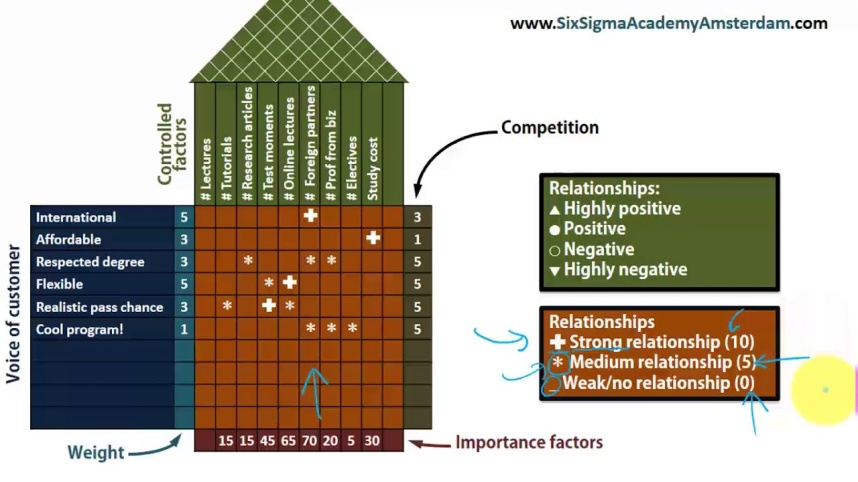 www.SixSigmaAcademyAmsterdam.com
Controlled
factors
# Lectures
# Tutorials
# Research articles
# Test moments
# Online lectures
# Foreign partners
# Prof from biz
# Electives
Study cost
Competition
Relationships:
▲ Highly positive
● Positive
○ Negative
▼ Highly negative
Voice of customer
International 5 ✚ 3
Affordable 3 ✚ 1
Respected degree 3 * * * 5
Flexible 5 * ✚ 5
Realistic pass chance 3 * ✚ * 5
Cool program! 1 * * * 5
Relationships
✚ Strong relationship (10)
* Medium relationship (5)
_ Weak/no relationship (0)
15 15 45 65 70 20 5 30
Weight
Importance factors